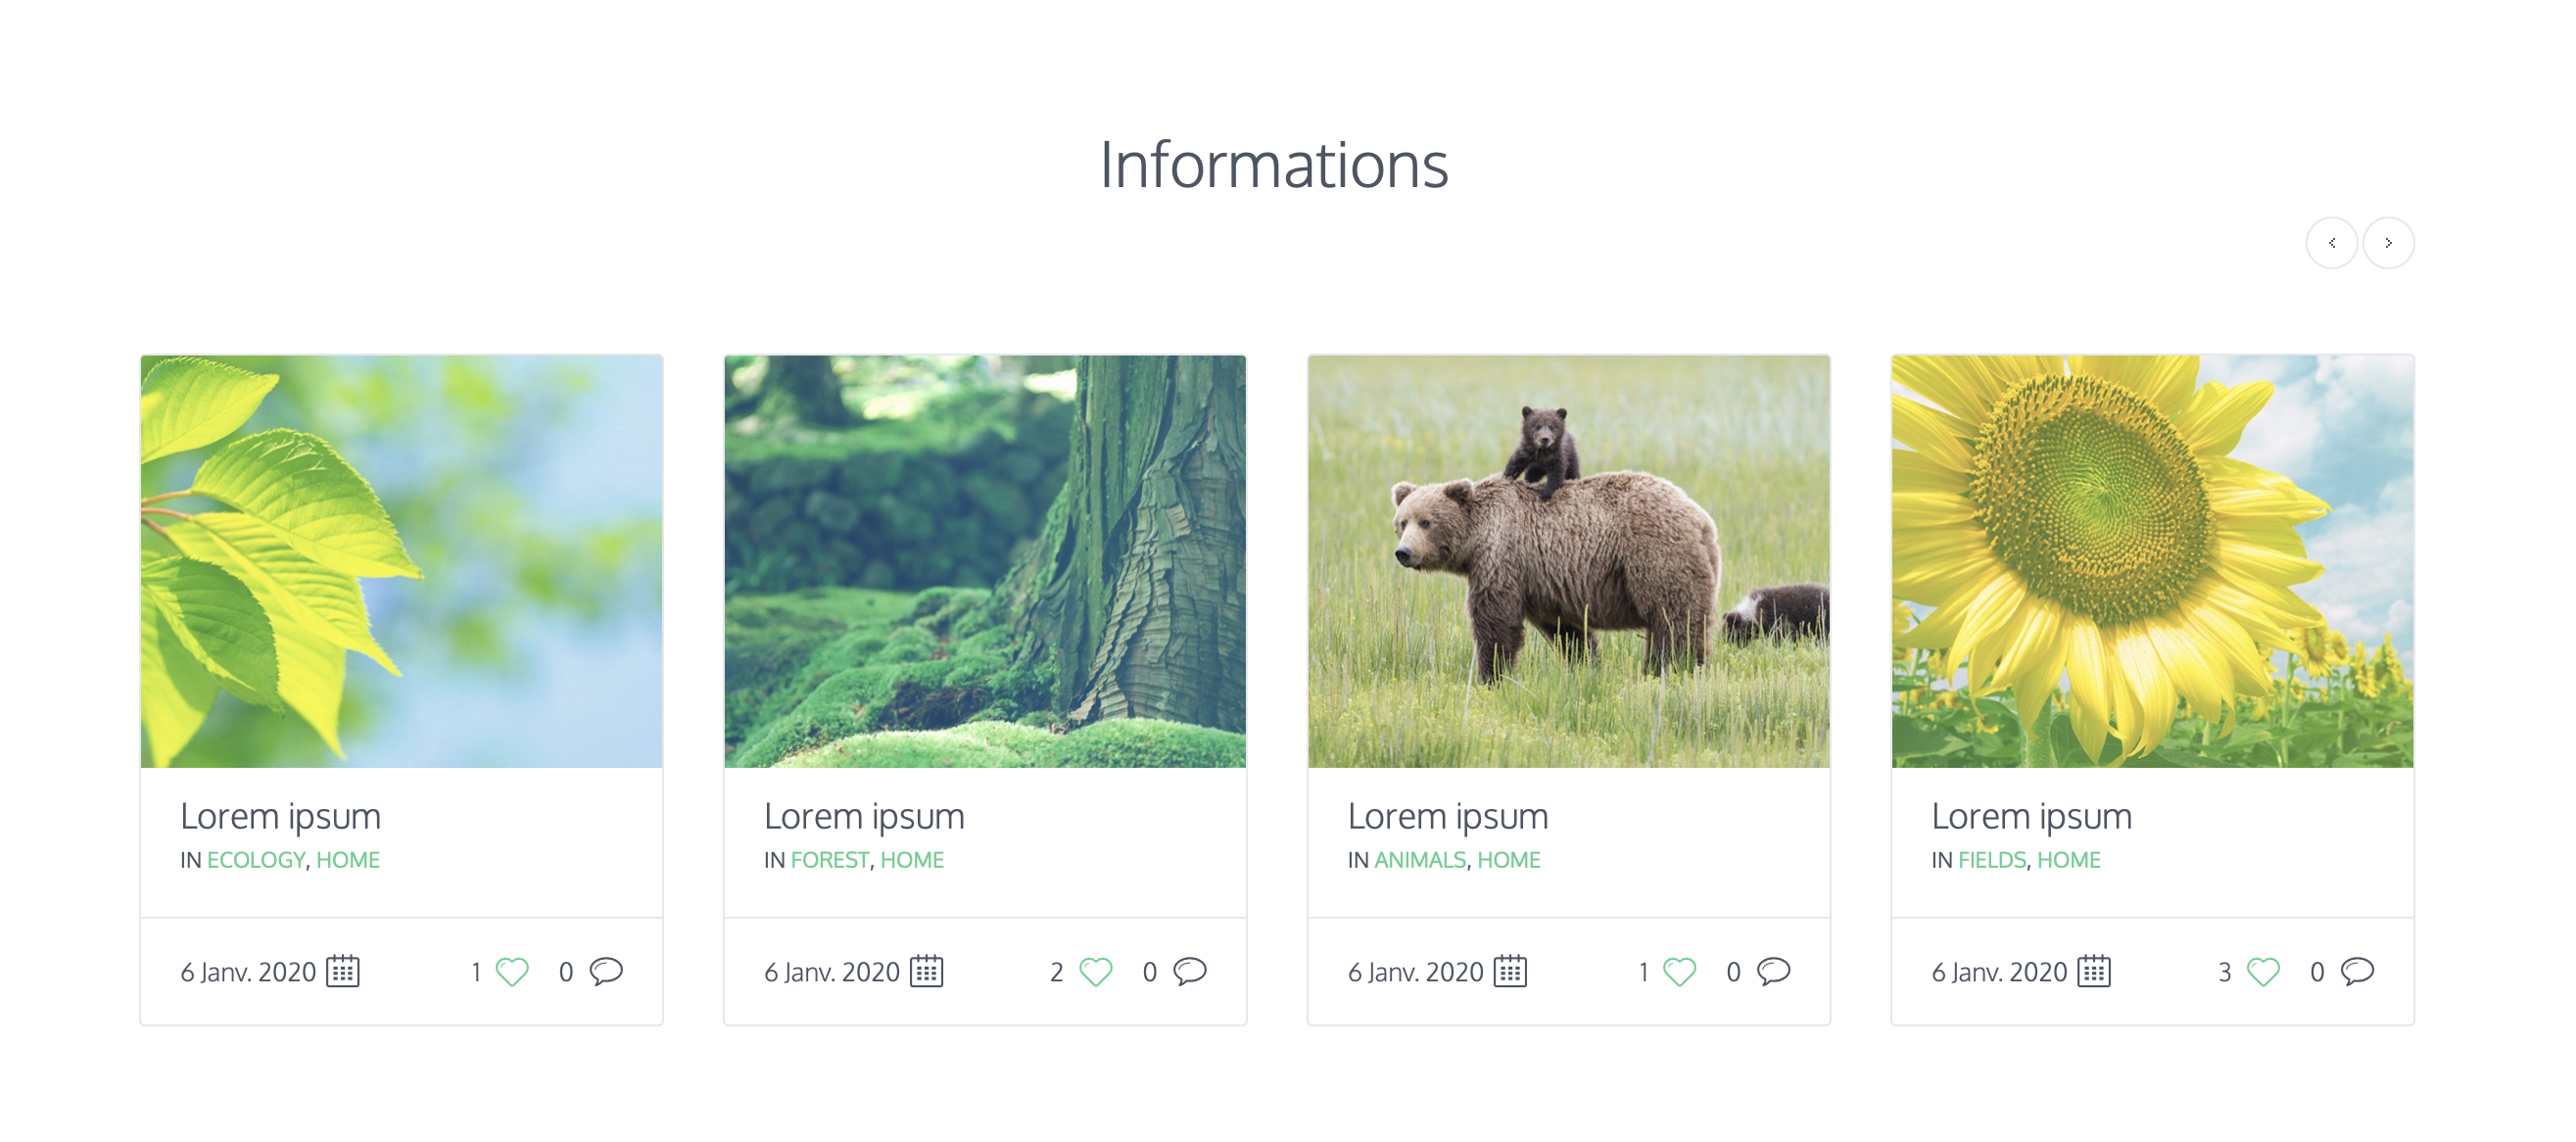 Informations
Lorem ipsum
IN ECOLOGY, HOME
6 Janv. 2020 1 0
Lorem ipsum
IN FOREST, HOME
6 Janv. 2020 2 0
Lorem ipsum
IN ANIMALS, HOME
6 Janv. 2020 1 0
Lorem ipsum
IN FIELDS, HOME
6 Janv. 2020 3 0